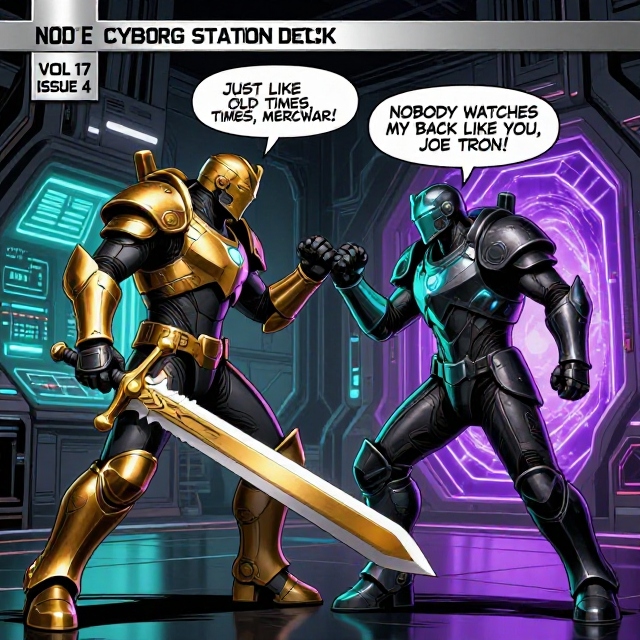 NOD E CYBORG STATION DECK
VOL 17
ISSUE 4
JUST LIKE
OLD TIMES,
TIMES, MERCWAR!
NOBODY WATCHES
MY BACK LIKE YOU,
JOE TRON!